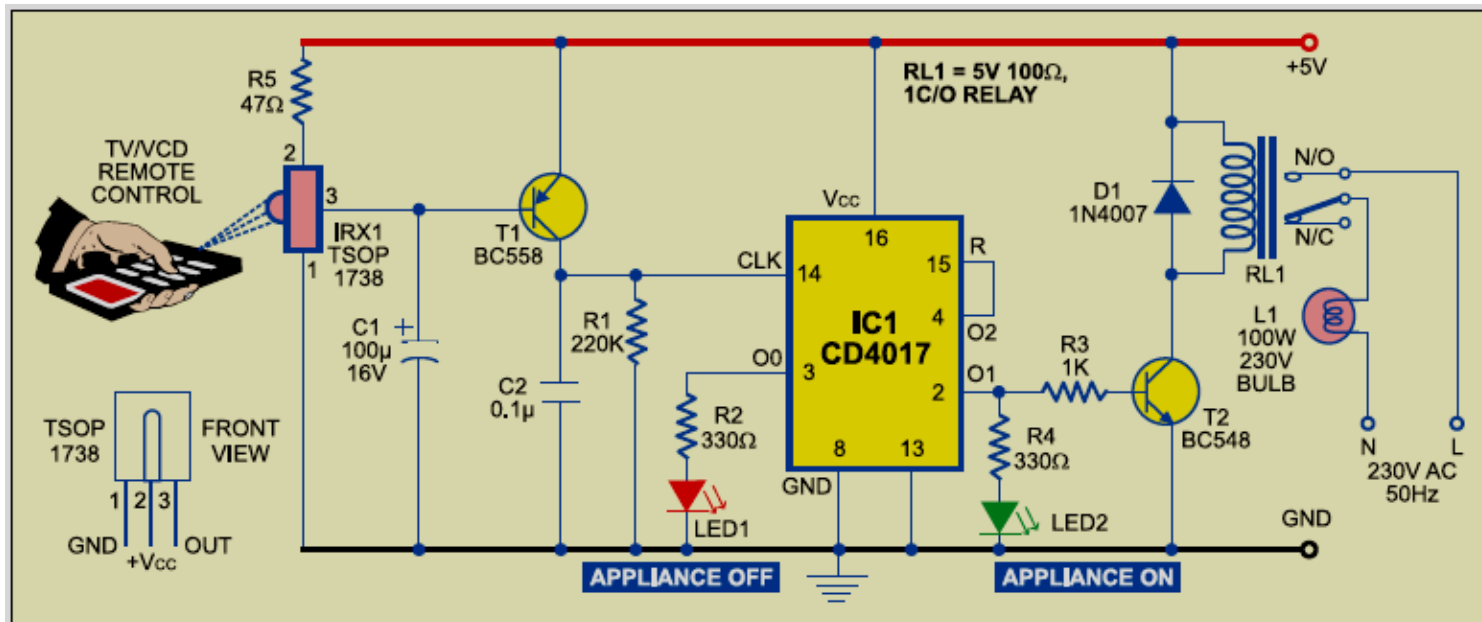 +5V
RL1 = 5V 100Ω,
1C/O RELAY
R5
47Ω
TV/VCD
REMOTE
CONTROL
2
3
1
IRX1
TSOP
1738
T1
BC558
C1
100µ
16V
+
C2
0.1µ
R1
220K
CLK
Vcc
16
14
15
R
4
O2
IC1
CD4017
O0
3
2
O1
8
13
GND
R2
330Ω
LED1
R3
1K
R4
330Ω
LED2
D1
1N4007
N/O
N/C
RL1
L1
100W
230V
BULB
T2
BC548
N
L
230V AC
50Hz
GND
TSOP
1738
FRONT
VIEW
1
2
3
GND
+Vcc
OUT
APPLIANCE OFF
APPLIANCE ON